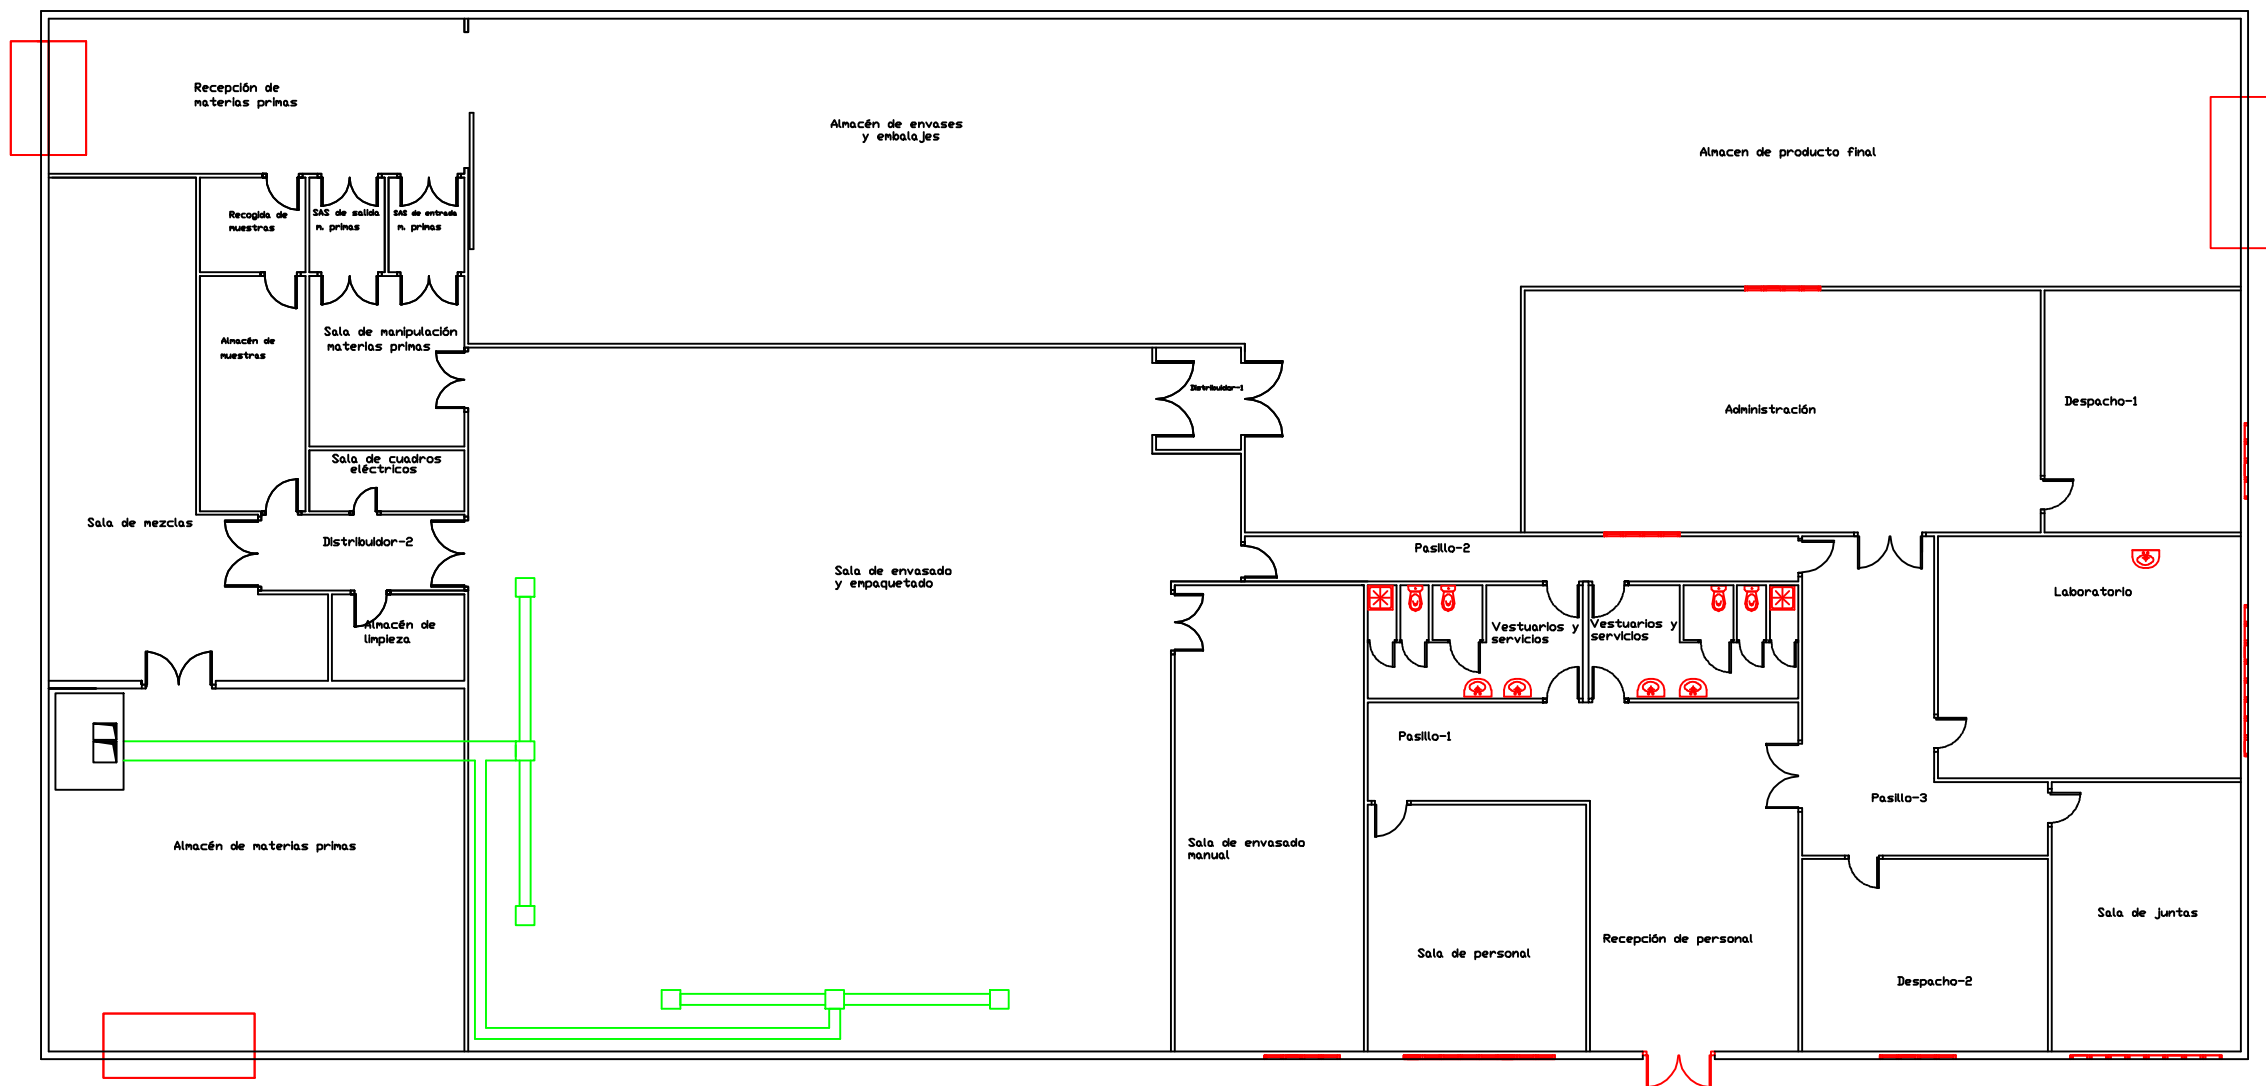 Recepción de
materias primas
Almacén de envases
y embalajes
Almacen de producto final
Recogida de
muestras
SAS de salida
m. primas
SAS de entrada
m. primas
Sala de manipulación
materias primas
Almacén de
muestras
Distribuidor-1
Administración
Despacho-1
Sala de cuadros
eléctricos
Sala de mezclas
Distribuidor-2
Sala de envasado
y empaquetado
Pasillo-2
Laboratorio
Almacén de
limpieza
Vestuarios y
servicios
Vestuarios y
servicios
Pasillo-1
Pasillo-3
Almacén de materias primas
Sala de envasado
manual
Sala de juntas
Recepción de personal
Sala de personal
Despacho-2